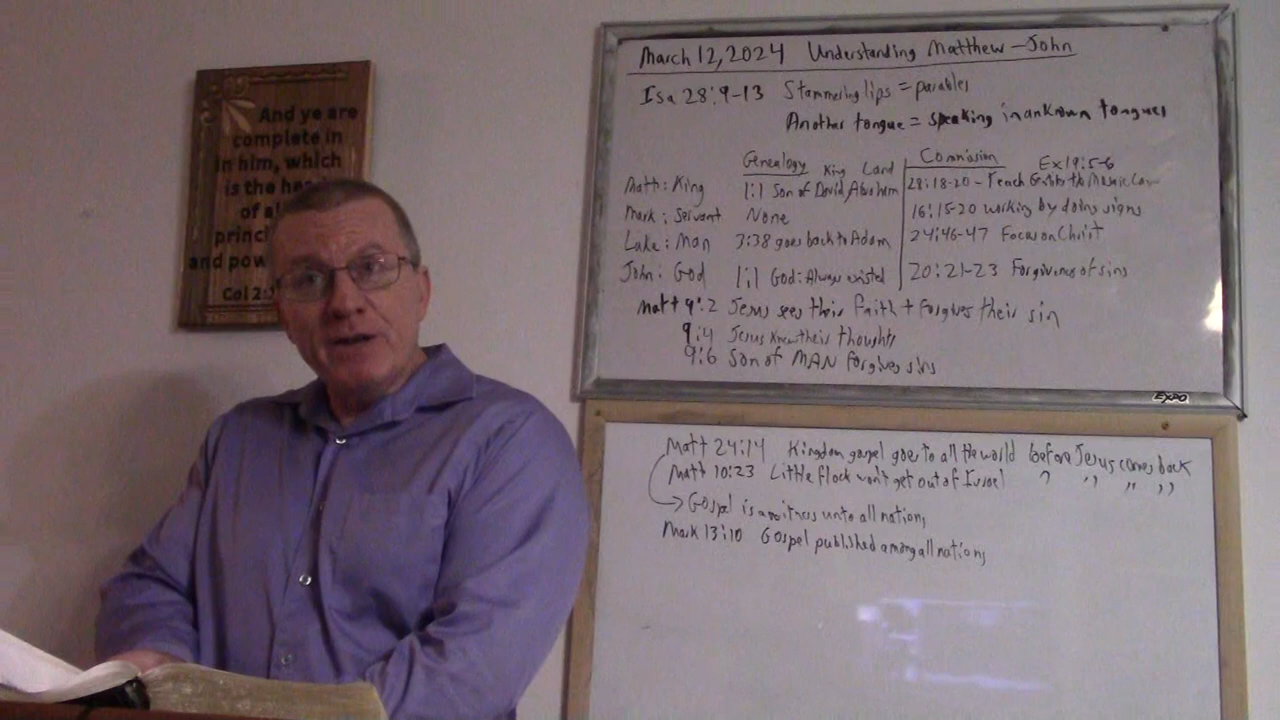 And ye are
complete in
in him, which
is the he
of al
princi
and pow
Col 2:
March 12, 2024 Understanding Matthew - John
Isa 28:9-13 Stammering lips = parables
Another tongue = speaking in unknown tongues
Genealogy King Land Commission Ex 19:5-6
Matt: King 1:1 Son of David, Abraham 28:18-20 - Teach Gentiles the Mosaic Law
Mark: Servant None 16:15-20 working by doing signs
Luke: Man 3:38 goes back to Adam 24:46-47 Focus on Christ
John: God 1:1 God: Always existed 20:21-23 Forgiveness of sins
Matt 9:2 Jesus sees their faith + forgives their sin
9:4 Jesus knew their thoughts
9:6 Son of MAN forgives sins
EXPO
Matt 24:14 Kingdom gospel goes to all the world before Jesus comes back
Matt 10:23 Little flock won't get out of Israel " " " "
→ Gospel is a witness unto all nations
Mark 13:10 Gospel published among all nations